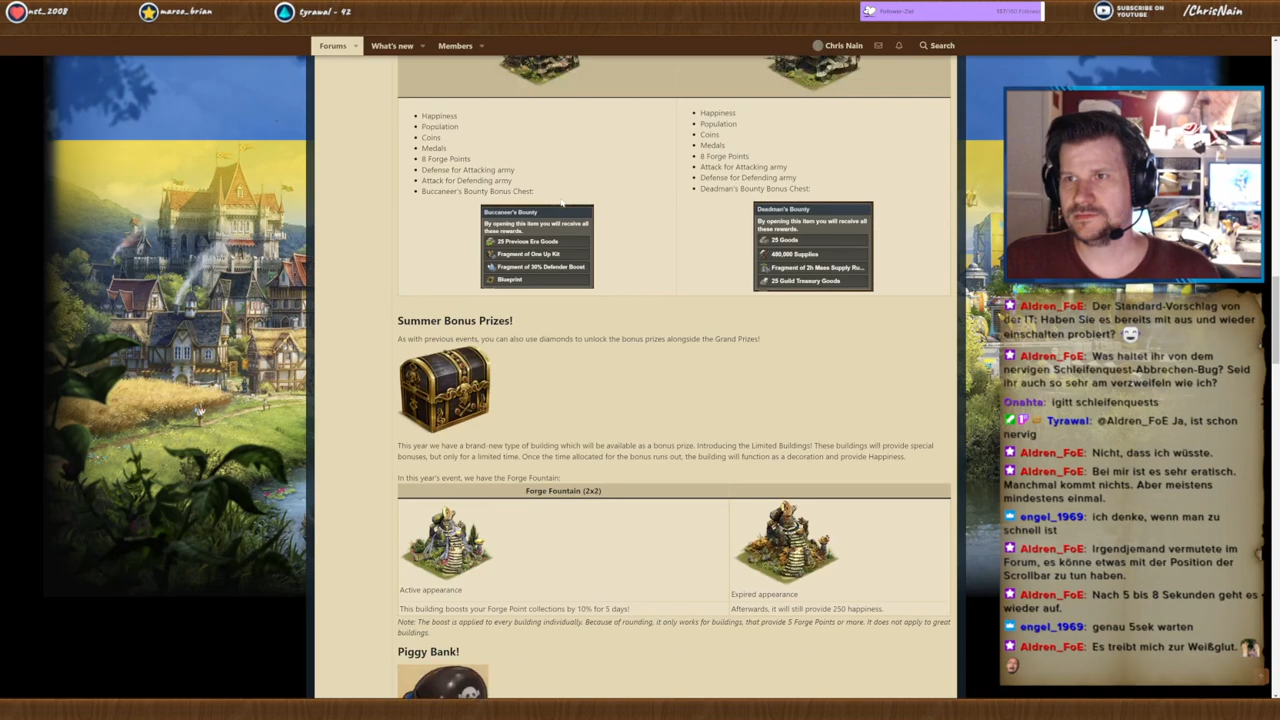 nst_2008
marco_brian
tyrawal - 42
Follower-Ziel
SUBSCRIBE ON
YOUTUBE
/ChrisNain
Forums
What's new
Members
Chris Nain
Search
Happiness
Population
Coins
Medals
8 Forge Points
Defense for Attacking army
Attack for Defending army
Buccaneer's Bounty Bonus Chest:
Buccaneer's Bounty
By opening this item you will receive all
these rewards.
25 Previous Era Goods
Fragment of One Up Kit
Fragment of 30% Defender Boost
Blueprint
Happiness
Population
Coins
Medals
8 Forge Points
Attack for Attacking army
Defense for Defending army
Deadman's Bounty Bonus Chest:
Deadman's Bounty
By opening this item you will receive all
these rewards.
25 Goods
480,000 Supplies
Fragment of 2h Mass Supply Ru...
25 Guild Treasury Goods
Summer Bonus Prizes!
As with previous events, you can also use diamonds to unlock the bonus prizes alongside the Grand Prizes!
This year we have a brand-new type of building which will be available as a bonus prize. Introducing the Limited Buildings! These buildings will provide special
bonuses, but only for a limited time. Once the time allocated for the bonus runs out, the building will function as a decoration and provide Happiness.
In this year's event, we have the Forge Fountain:
Forge Fountain (2x2)
Active appearance
Expired appearance
This building boosts your Forge Point collections by 10% for 5 days!
Afterwards, it will still provide 250 happiness.
Note: The boost is applied to every building individually. Because of rounding, it only works for buildings, that provide 5 Forge Points or more. It does not apply to great
buildings.
Piggy Bank!
Aldren_FoE: Der Standard-Vorschlag von
der IT: Haben Sie es bereits mit aus und wieder
einschalten probiert?
Aldren_FoE: Was haltet ihr von dem
nervigen Schleifenquest-Abbrechen-Bug? Seid
ihr auch so sehr am verzweifeln wie ich?
Onahta: igitt schleifenquests
Tyrawal: @Aldren_FoE Ja, ist schon
nervig
Aldren_FoE: Nicht, dass ich wüsste.
Aldren_FoE: Bei mir ist es sehr eratisch.
Manchmal kommt nichts. Aber meistens
mindestens einmal.
engel_1969: ich denke, wenn man zu
schnell ist
Aldren_FoE: Irgendjemand vermutete im
Forum, es könne etwas mit der Position der
Scrollbar zu tun haben.
Aldren_FoE: Nach 5 bis 8 Sekunden geht es
wieder auf.
engel_1969: genau 5sek warten
Aldren_FoE: Es treibt mich zur Weißglut.